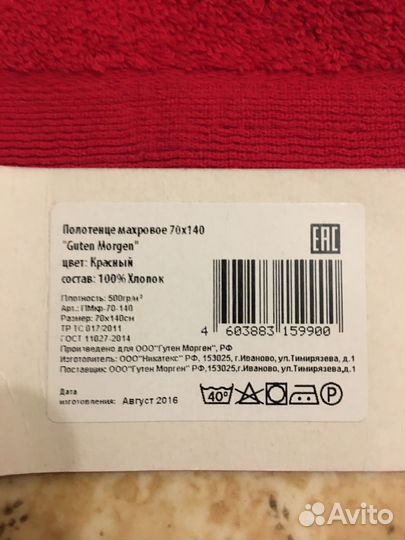 Полотенце махровое 70х140
"Guten Morgen"
цвет: Красный
состав: 100% Хлопок
EAC
Плотность: 500гр/м²
Арт.: ПМкр-70-140
Размер: 70х140см
ТР ТС 017/2011
ГОСТ 11027-2014
4 603883 159900
Произведено для ООО"Гутен Морген", РФ
Изготовитель: ООО"Никатекс" РФ, 153025, г.Иваново, ул.Тимирязева, д.1
Поставщик: ООО"Гутен Морген" РФ,153025, г.Иваново, ул.Тимирязева, д.1
Дата
изготовления: Август 2016
40°
Avito